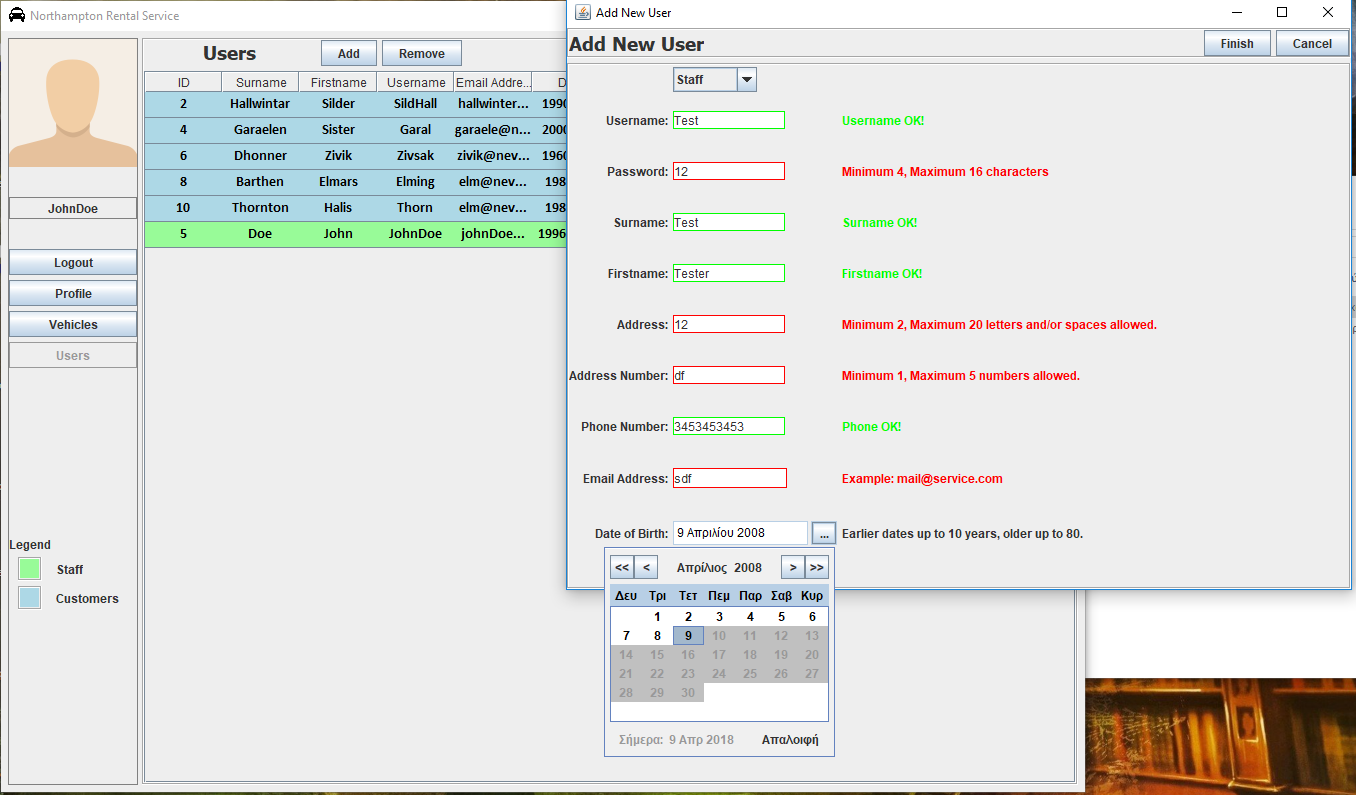 Northampton Rental Service
JohnDoe
Logout
Profile
Vehicles
Users
Legend
Staff
Customers
Users Add Remove
ID Surname Firstname Username Email Addre... D
2 Hallwintar Silder SildHall hallwinter... 1990
4 Garaelen Sister Garal garaele@n... 2000
6 Dhonner Zivik Zivsak zivik@nev... 1960
8 Barthen Elmars Elming elm@nev... 198
10 Thornton Halis Thorn elm@nev... 198
5 Doe John JohnDoe johnDoe... 1996
Add New User
Add New User Finish Cancel
Staff
Username: Test Username OK!
Password: 12 Minimum 4, Maximum 16 characters
Surname: Test Surname OK!
Firstname: Tester Firstname OK!
Address: 12 Minimum 2, Maximum 20 letters and/or spaces allowed.
Address Number: df Minimum 1, Maximum 5 numbers allowed.
Phone Number: 3453453453 Phone OK!
Email Address: sdf Example: mail@service.com
Date of Birth: 9 Απριλίου 2008 ... Earlier dates up to 10 years, older up to 80.
<< < Απρίλιος 2008 > >>
Δευ Τρι Τετ Πεμ Παρ Σαβ Κυρ
1 2 3 4 5 6
7 8 9 10 11 12 13
14 15 16 17 18 19 20
21 22 23 24 25 26 27
28 29 30
Σήμερα: 9 Απρ 2018 Απαλοιφή